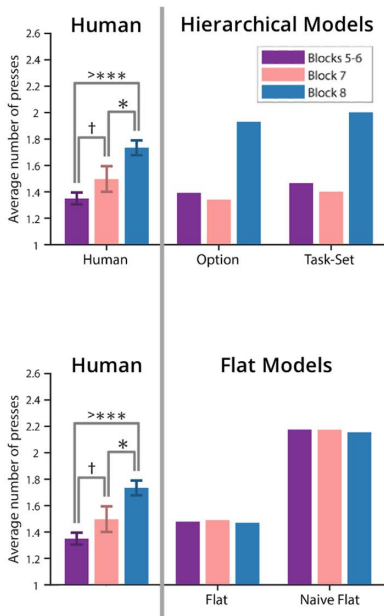 Human
Hierarchical Models
Average number of presses
2.6
2.4
2.2
2
1.8
1.6
1.4
1.2
1
>***
†
*
Blocks 5-6
Block 7
Block 8
Human
Option
Task-Set
Human
Flat Models
Average number of presses
2.6
2.4
2.2
2
1.8
1.6
1.4
1.2
1
>***
†
*
Human
Flat
Naive Flat